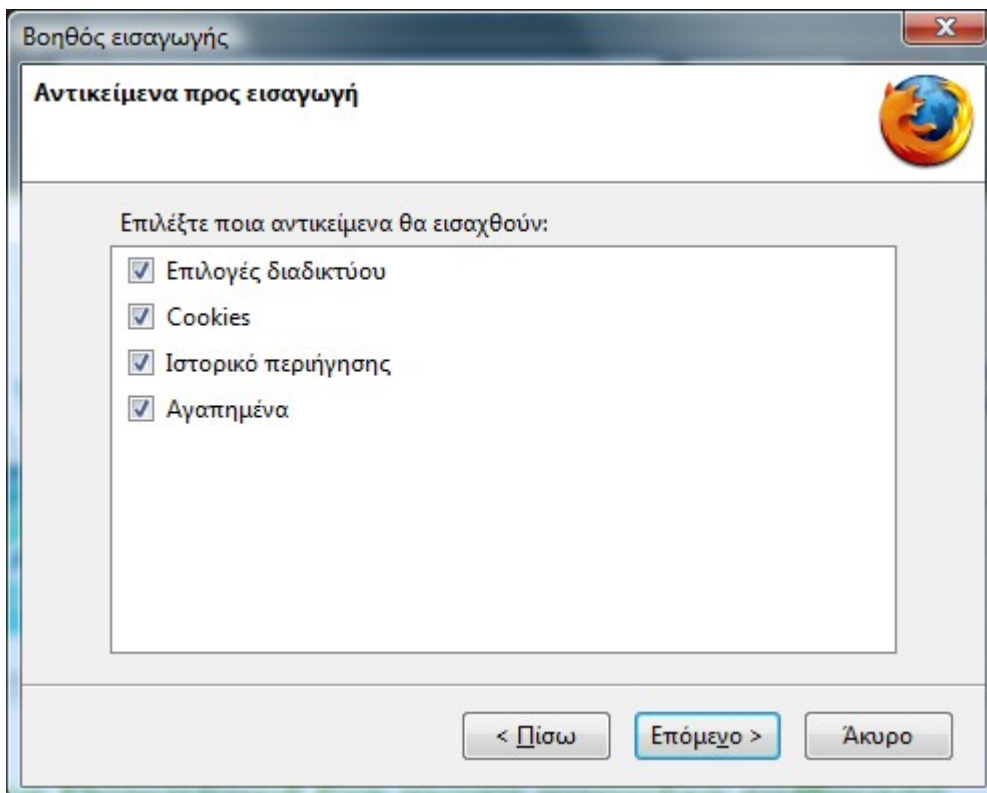 Βοηθός εισαγωγής
Αντικείμενα προς εισαγωγή
Επιλέξτε ποια αντικείμενα θα εισαχθούν:
Επιλογές διαδικτύου
Cookies
Ιστορικό περιήγησης
Αγαπημένα
< Πίσω Επόμενο > Άκυρο